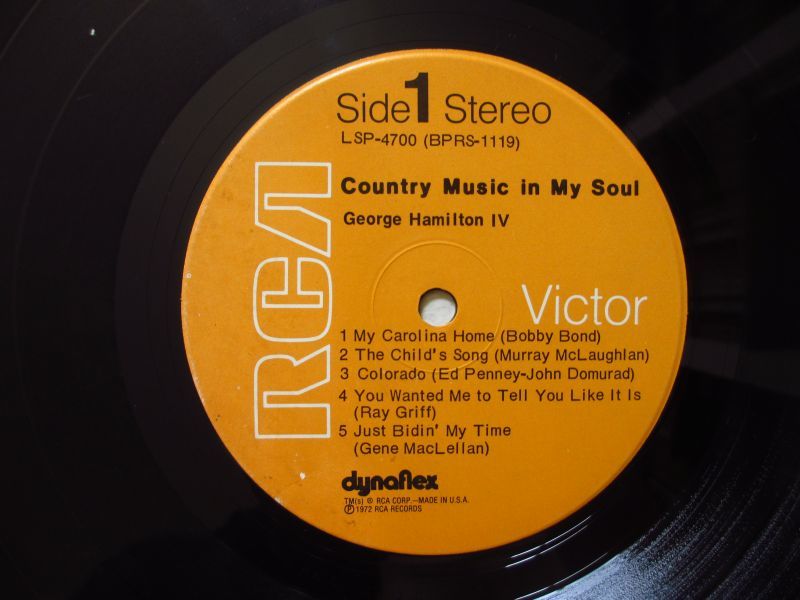 Side 1 Stereo
LSP-4700 (BPRS-1119)
Country Music in My Soul
George Hamilton IV
RCA
Victor
1 My Carolina Home (Bobby Bond)
2 The Child's Song (Murray McLaughlan)
3 Colorado (Ed Penney-John Domurad)
4 You Wanted Me to Tell You Like It Is
(Ray Griff)
5 Just Bidin' My Time
(Gene MacLellan)
dynaflex
TM(s) ® RCA CORP.—MADE IN U.S.A.
Ⓟ 1972 RCA RECORDS